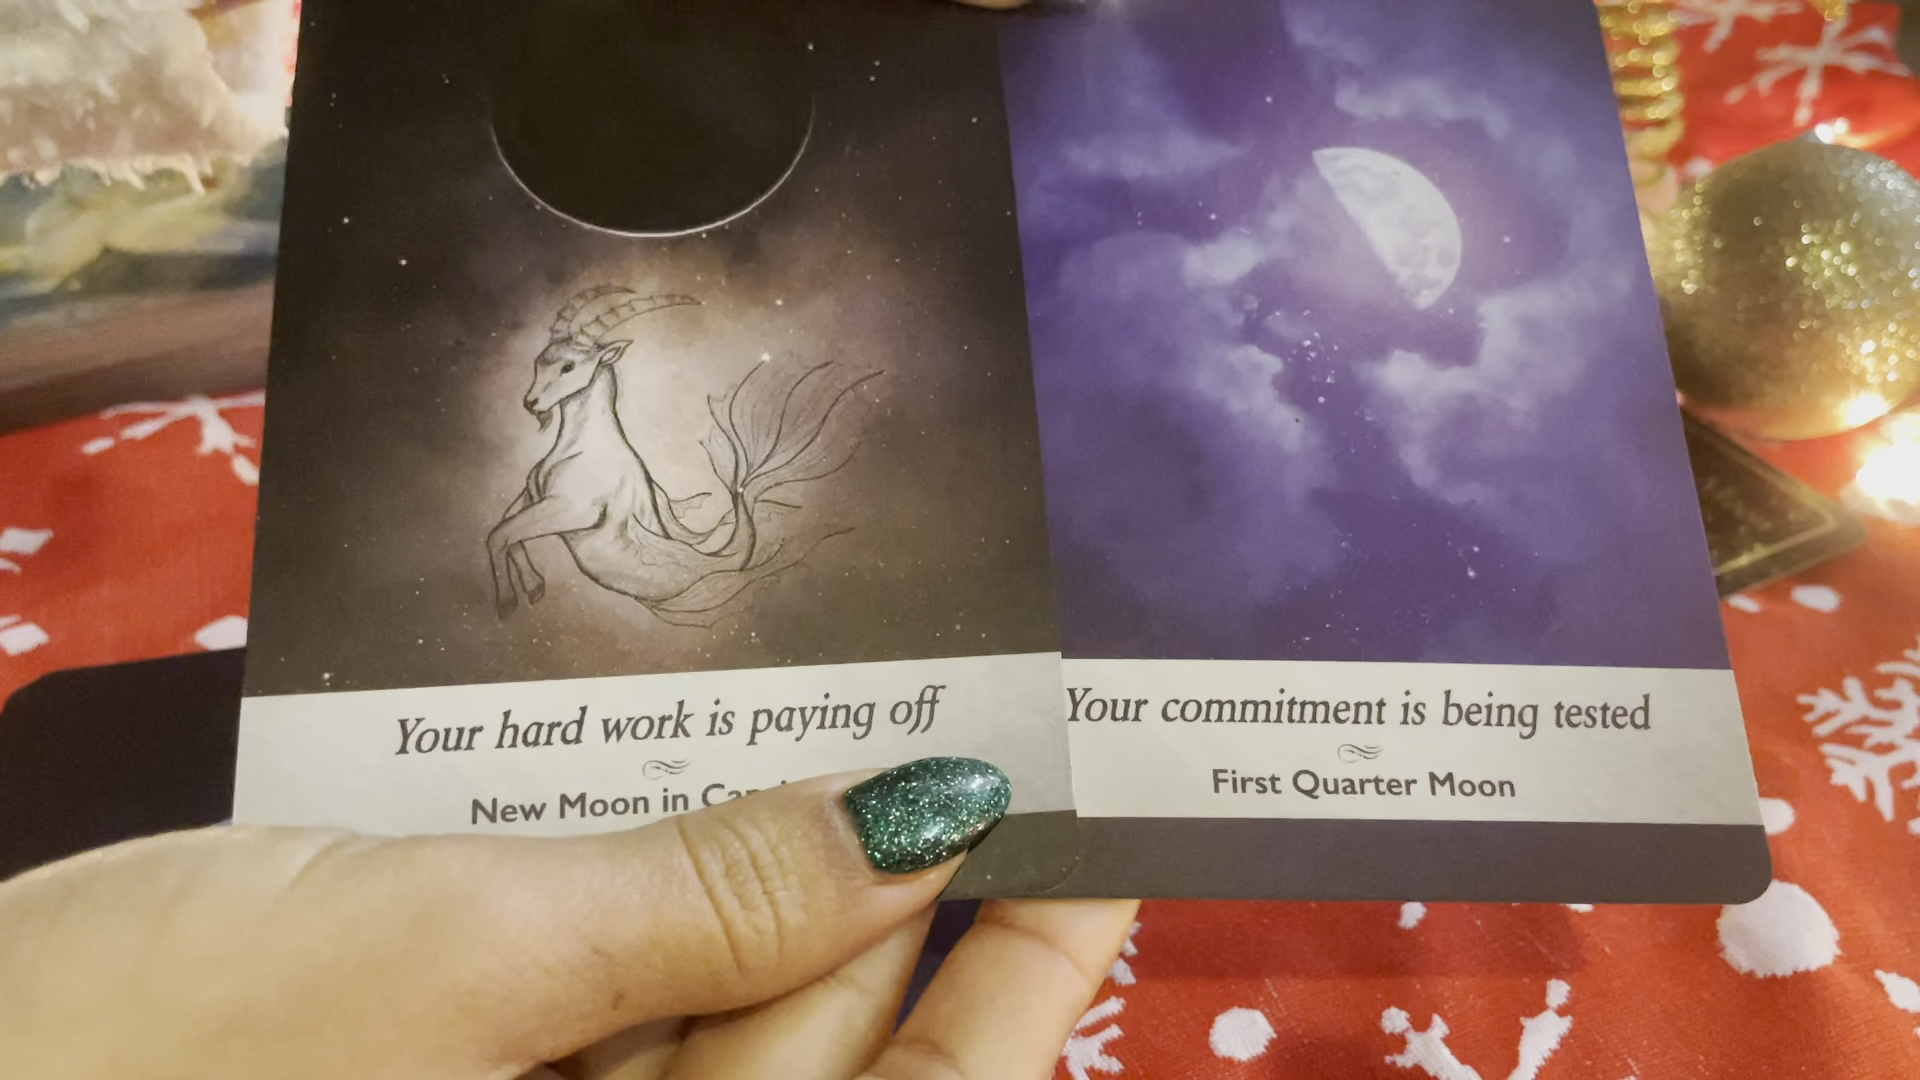 Your hard work is paying off
New Moon in
Your commitment is being tested
First Quarter Moon